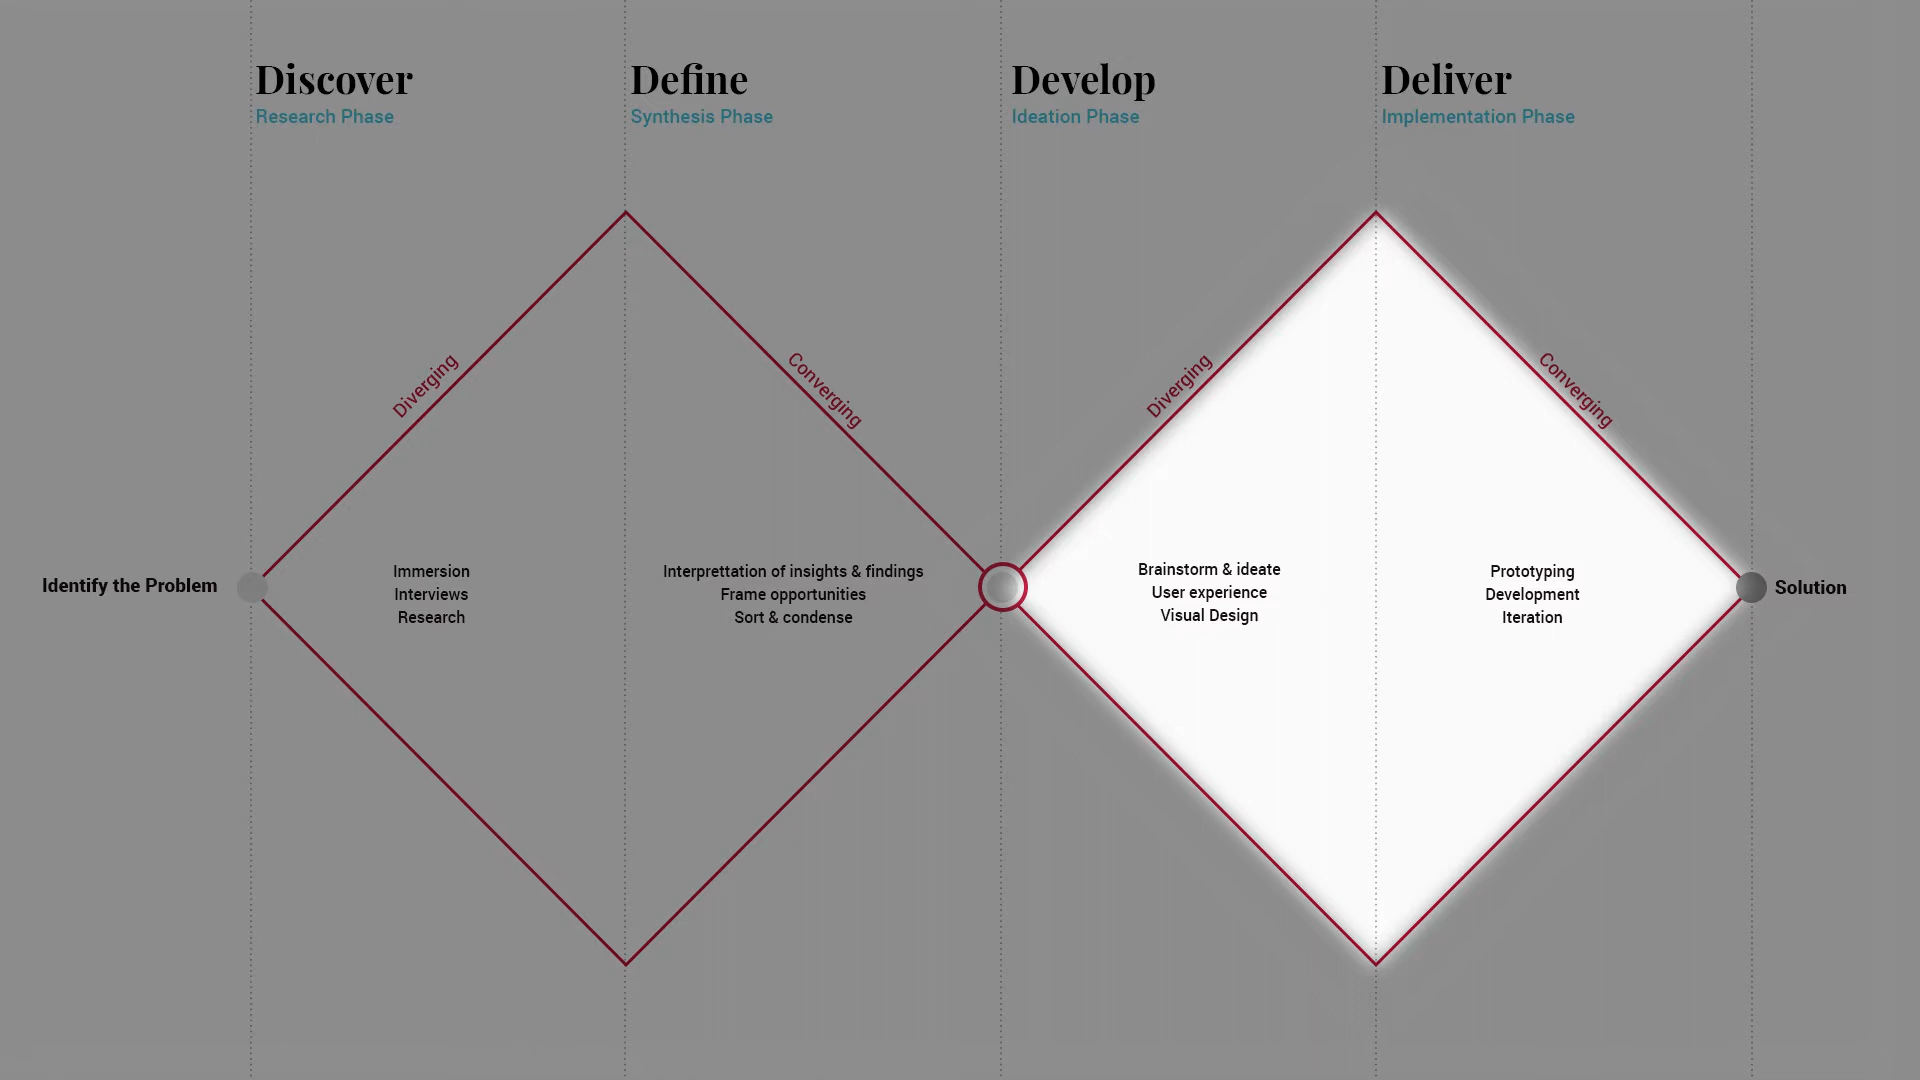 Discover
Research Phase
Define
Synthesis Phase
Develop
Ideation Phase
Deliver
Implementation Phase
Diverging
Converging
Diverging
Converging
Identify the Problem
Immersion
Interviews
Research
Interprettation of insights & findings
Frame opportunities
Sort & condense
Brainstorm & ideate
User experience
Visual Design
Prototyping
Development
Iteration
Solution